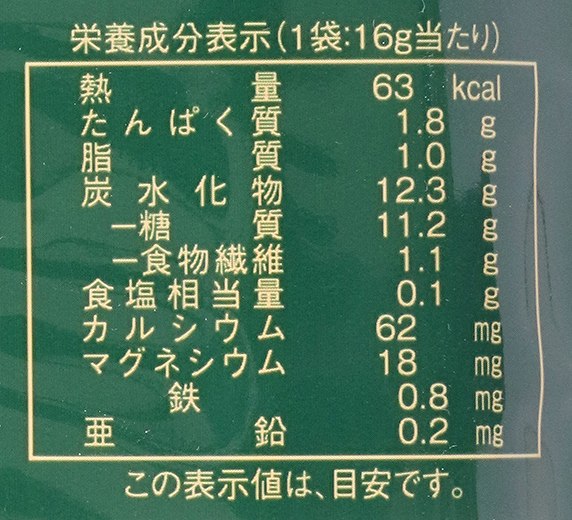 栄養成分表示(1袋:16g当たり)
熱量 63 kcal
たんぱく質 1.8 g
脂質 1.0 g
炭水化物 12.3 g
ー糖質 11.2 g
ー食物繊維 1.1 g
食塩相当量 0.1 g
カルシウム 62 mg
マグネシウム 18 mg
鉄 0.8 mg
亜鉛 0.2 mg
この表示値は、目安です。